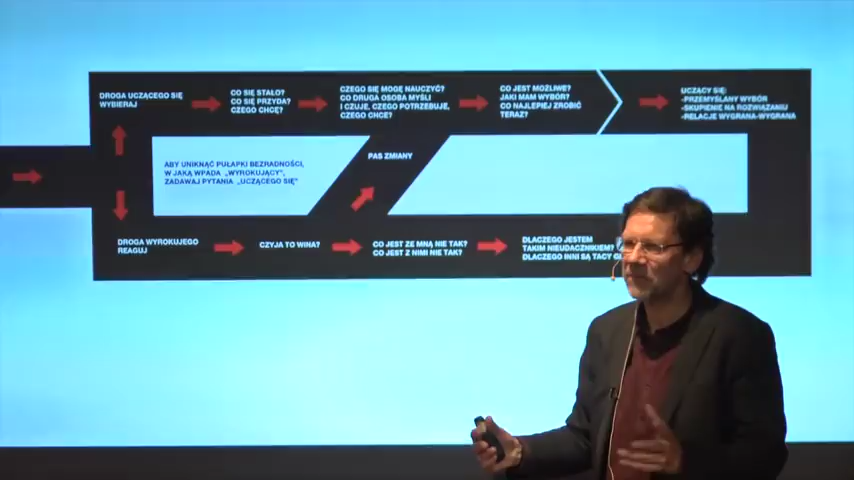 DROGA UCZĄCEGO SIĘ
WYBIERAJ
CO SIĘ STAŁO?
CO SIĘ PRZYDA?
CZEGO CHCĘ?
CZEGO SIĘ MOGĘ NAUCZYĆ?
CO DRUGA OSOBA MYŚLI
I CZUJE, CZEGO POTRZEBUJE,
CZEGO CHCE?
CO JEST MOŻLIWE?
JAKI MAM WYBÓR?
CO NAJLEPIEJ ZROBIĆ
TERAZ?
UCZĄCY SIĘ:
-PRZEMYŚLANY WYBÓR
-SKUPIENIE NA ROZWIĄZANIU
-RELACJE WYGRANA-WYGRANA
ABY UNIKNĄĆ PUŁAPKI BEZRADNOŚCI,
W JAKĄ WPADA „WYROKUJĄCY”,
ZADAWAJ PYTANIA „UCZĄCEGO SIĘ”
PAS ZMIANY
DROGA WYROKUJEGO
REAGUJ
CZYJA TO WINA?
CO JEST ZE MNĄ NIE TAK?
CO JEST Z NIMI NIE TAK?
DLACZEGO JESTEM
TAKIM NIEUDACZNIKIEM?
DLACZEGO INNI SĄ TACY